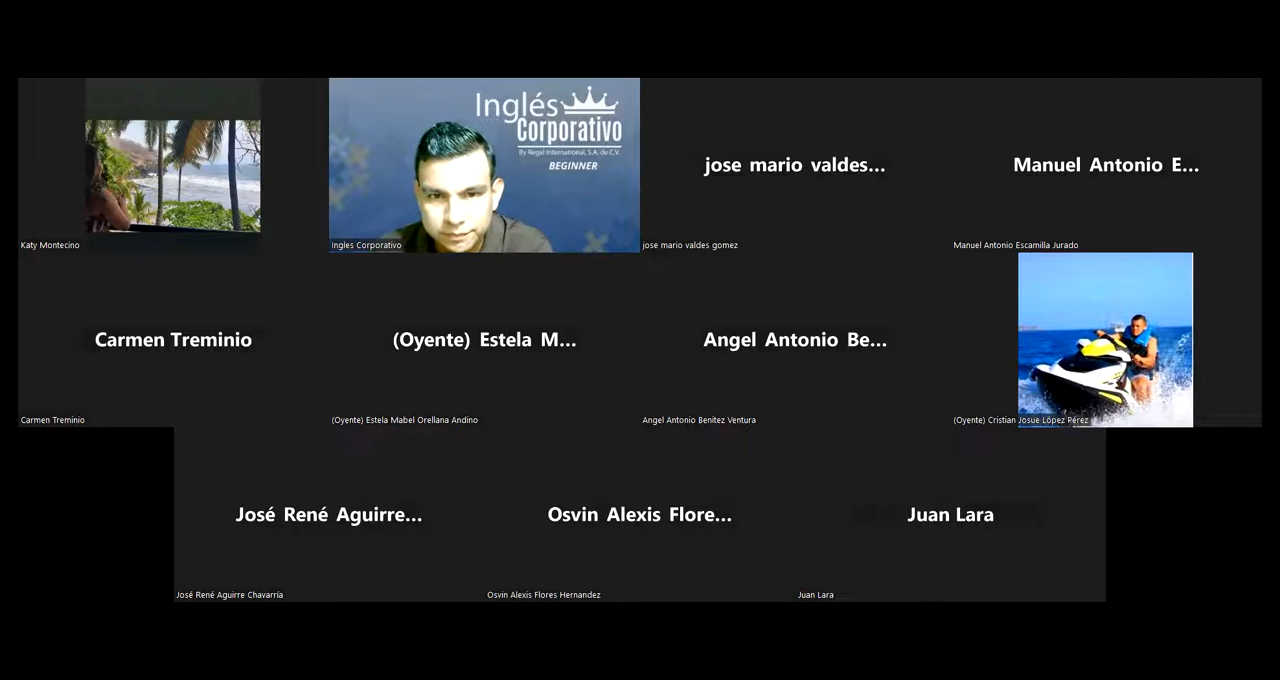 Inglés
Corporativo
By Regal International, S.A. de C.V.
BEGINNER
jose mario valdes...
Manuel Antonio E...
Katy Montecino
Ingles Corporativo
jose mario valdes gomez
Manuel Antonio Escamilla Jurado
Carmen Treminio
(Oyente) Estela M...
Angel Antonio Be...
Carmen Treminio
(Oyente) Estela Mabel Orellana Andino
Angel Antonio Benitez Ventura
(Oyente) Cristian Josue López Pérez
José René Aguirre...
Osvin Alexis Flore...
Juan Lara
José René Aguirre Chavarría
Osvin Alexis Flores Hernandez
Juan Lara